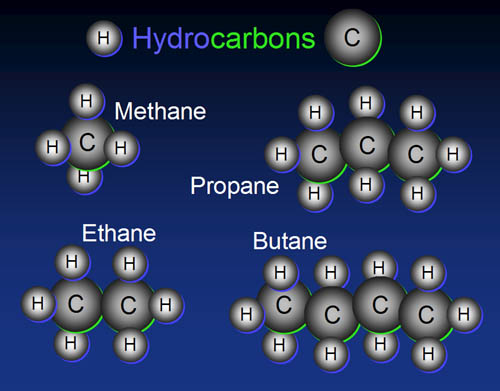 H Hydrocarbons C
Methane
H
H C H
H
H H H
H C C C H
H H H
Propane
Ethane
H H
H C C H
H H
Butane
H H H H
H C C C C H
H H H H